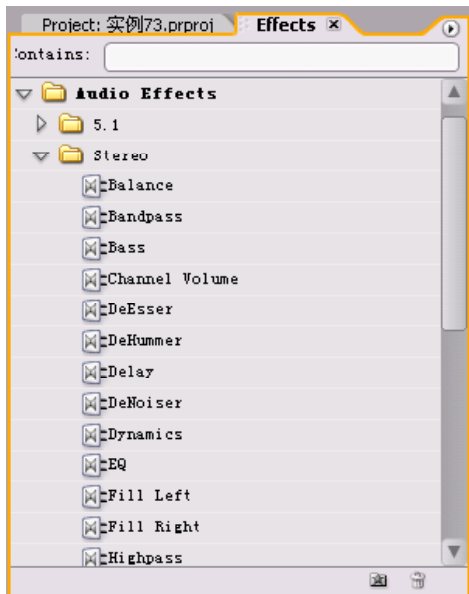 Project: 实例73.prproj Effects
Contains:
Audio Effects
5.1
Stereo
Balance
Bandpass
Bass
Channel Volume
DeEsser
DeHummer
Delay
DeNoiser
Dynamics
EQ
Fill Left
Fill Right
Highpass